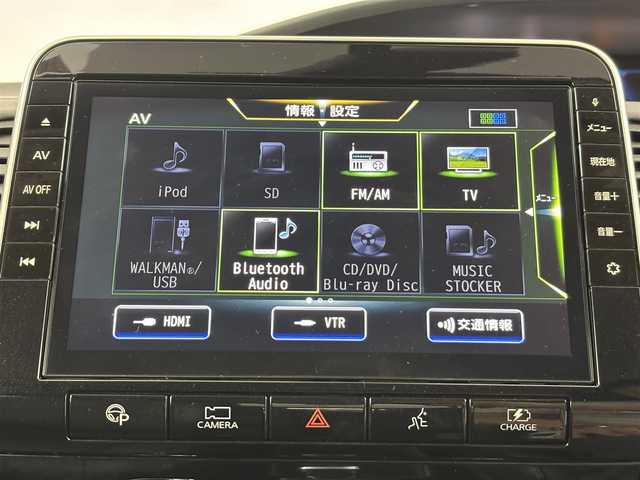 情報・設定
AV
iPod
SD
FM/AM
TV
WALKMAN®/
USB
Bluetooth
Audio
CD/DVD/
Blu-ray Disc
MUSIC
STOCKER
メニュー
HDMI
VTR
交通情報
AV
AV OFF
メニュー
現在地
音量＋
音量－
P
CAMERA
CHARGE